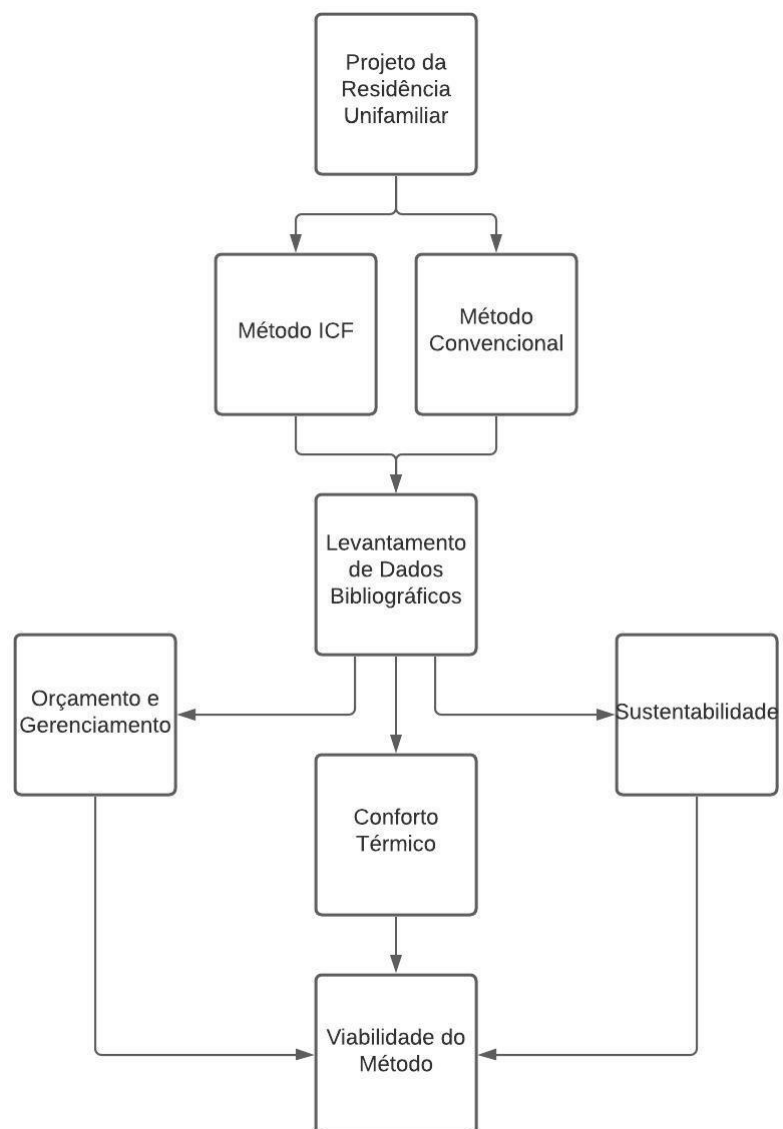 Projeto da
Residência
Unifamiliar
Método ICF
Método
Convencional
Levantamento
de Dados
Bibliográficos
Orçamento e
Gerenciamento
Sustentabilidade
Conforto
Térmico
Viabilidade do
Método